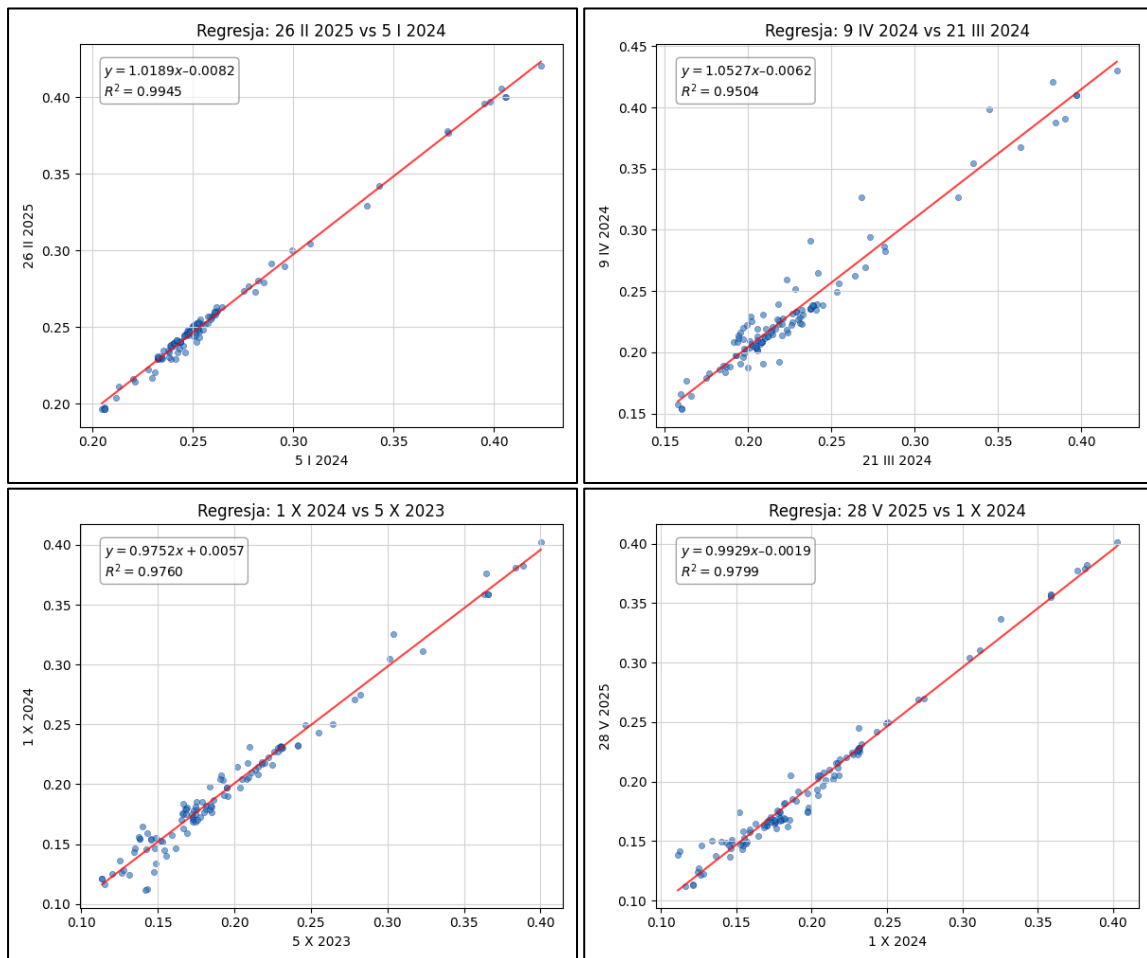 Regresja: 26 II 2025 vs 5 I 2024
y = 1.0189x–0.0082
R² = 0.9945
0.40
0.35
0.30
0.25
0.20
26 II 2025
0.20 0.25 0.30 0.35 0.40
5 I 2024
Regresja: 9 IV 2024 vs 21 III 2024
y = 1.0527x–0.0062
R² = 0.9504
0.45
0.40
0.35
0.30
0.25
0.20
0.15
9 IV 2024
0.15 0.20 0.25 0.30 0.35 0.40
21 III 2024
Regresja: 1 X 2024 vs 5 X 2023
y = 0.9752x + 0.0057
R² = 0.9760
0.40
0.35
0.30
0.25
0.20
0.15
0.10
1 X 2024
0.10 0.15 0.20 0.25 0.30 0.35 0.40
5 X 2023
Regresja: 28 V 2025 vs 1 X 2024
y = 0.9929x–0.0019
R² = 0.9799
0.40
0.35
0.30
0.25
0.20
0.15
0.10
28 V 2025
0.10 0.15 0.20 0.25 0.30 0.35 0.40
1 X 2024